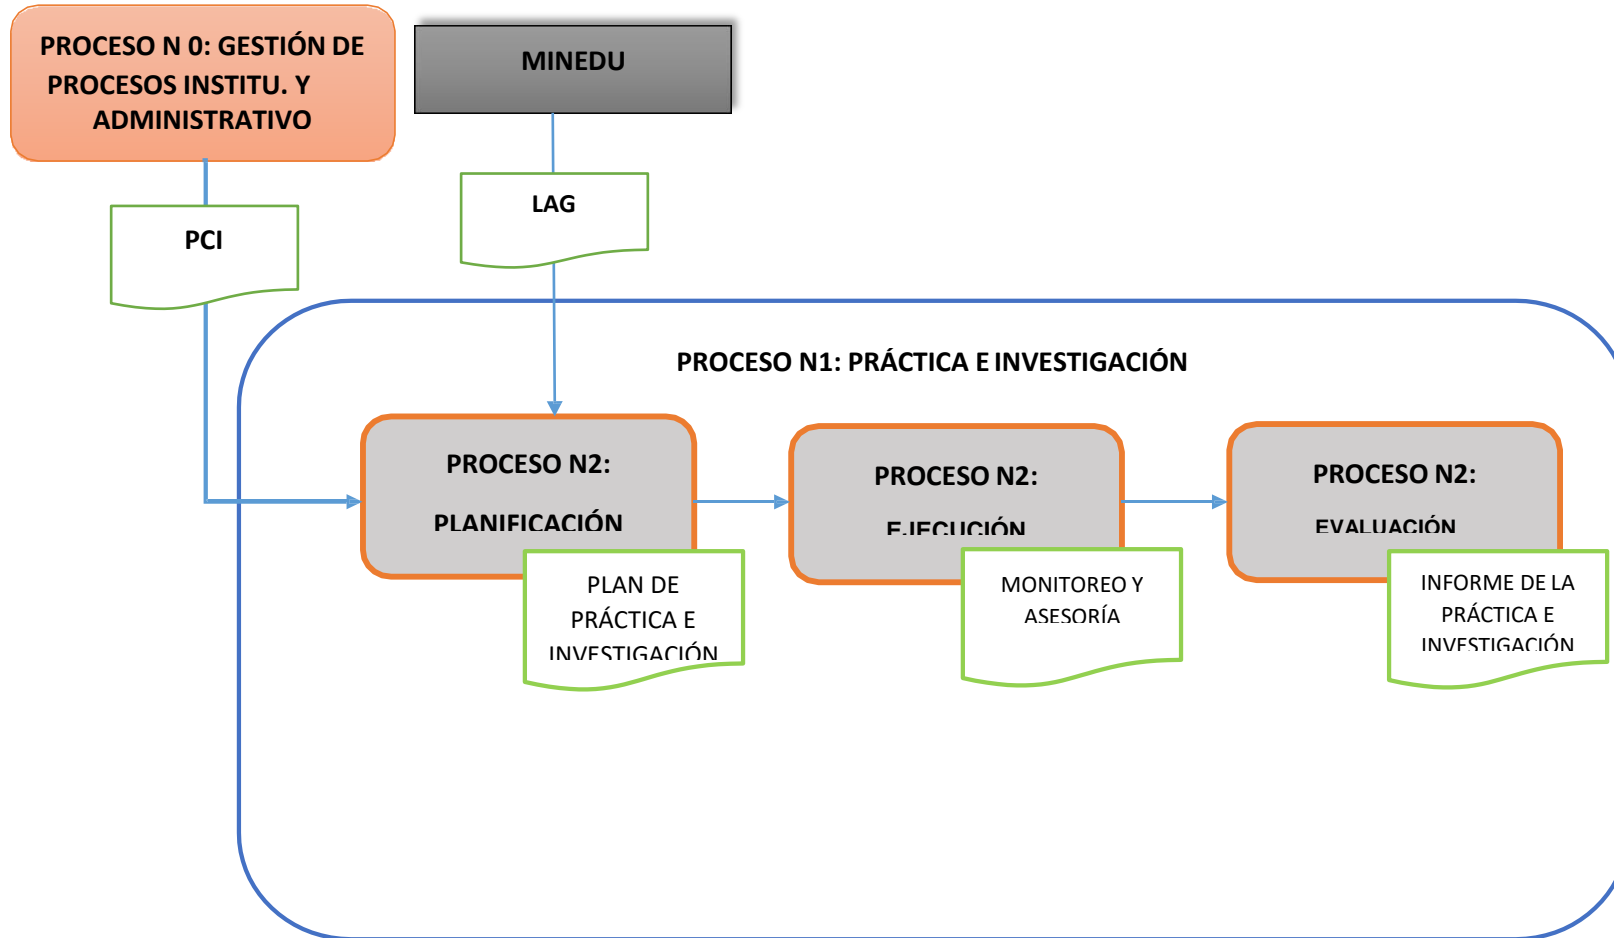 PROCESO N 0: GESTIÓN DE
PROCESOS INSTITU. Y
ADMINISTRATIVO
MINEDU
PCI
LAG
PROCESO N1: PRÁCTICA E INVESTIGACIÓN
PROCESO N2:
PLANIFICACIÓN
PLAN DE
PRÁCTICA E
INVESTIGACIÓN
PROCESO N2:
EJECUCIÓN
MONITOREO Y
ASESORÍA
PROCESO N2:
EVALUACIÓN
INFORME DE LA
PRÁCTICA E
INVESTIGACIÓN